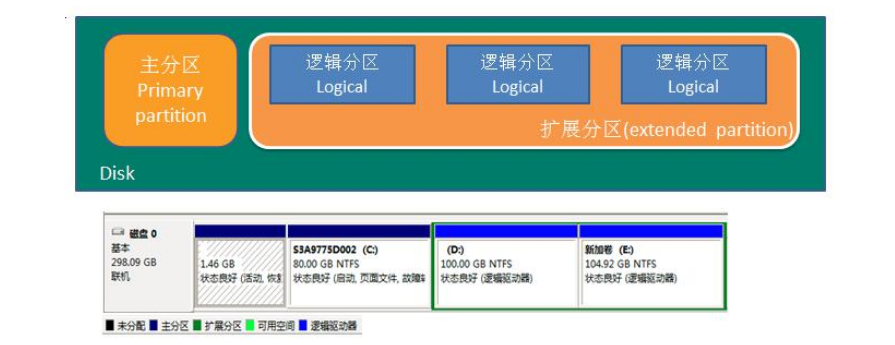 主分区
Primary
partition
逻辑分区
Logical
逻辑分区
Logical
逻辑分区
Logical
扩展分区(extended partition)
Disk
磁盘 0
基本
298.09 GB
联机
1.46 GB
状态良好 (活动, 恢
S3A9775D002 (C:)
80.00 GB NTFS
状态良好 (启动, 页面文件, 故障
(D:)
100.00 GB NTFS
状态良好 (逻辑驱动器)
新加卷 (E:)
104.92 GB NTFS
状态良好 (逻辑驱动器)
未分配 主分区 扩展分区 可用空间 逻辑驱动器